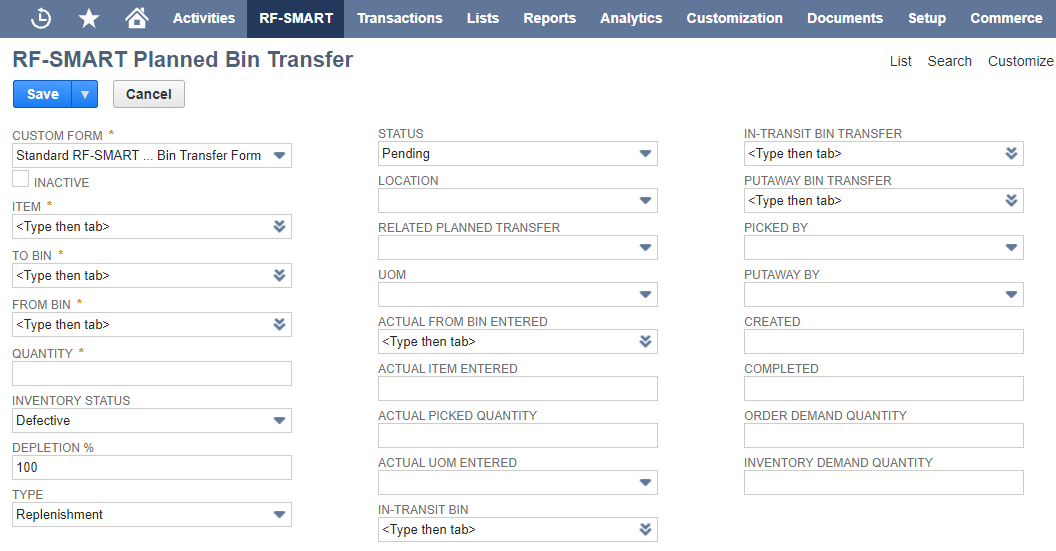 Activities RF-SMART Transactions Lists Reports Analytics Customization Documents Setup Commerce
RF-SMART Planned Bin Transfer
List Search Customize
Save Cancel
CUSTOM FORM *
Standard RF-SMART ... Bin Transfer Form
INACTIVE
ITEM *
<Type then tab>
TO BIN *
<Type then tab>
FROM BIN *
<Type then tab>
QUANTITY *
INVENTORY STATUS
Defective
DEPLETION %
100
TYPE
Replenishment
STATUS
Pending
LOCATION
RELATED PLANNED TRANSFER
UOM
ACTUAL FROM BIN ENTERED
<Type then tab>
ACTUAL ITEM ENTERED
ACTUAL PICKED QUANTITY
ACTUAL UOM ENTERED
IN-TRANSIT BIN
<Type then tab>
IN-TRANSIT BIN TRANSFER
<Type then tab>
PUTAWAY BIN TRANSFER
<Type then tab>
PICKED BY
PUTAWAY BY
CREATED
COMPLETED
ORDER DEMAND QUANTITY
INVENTORY DEMAND QUANTITY